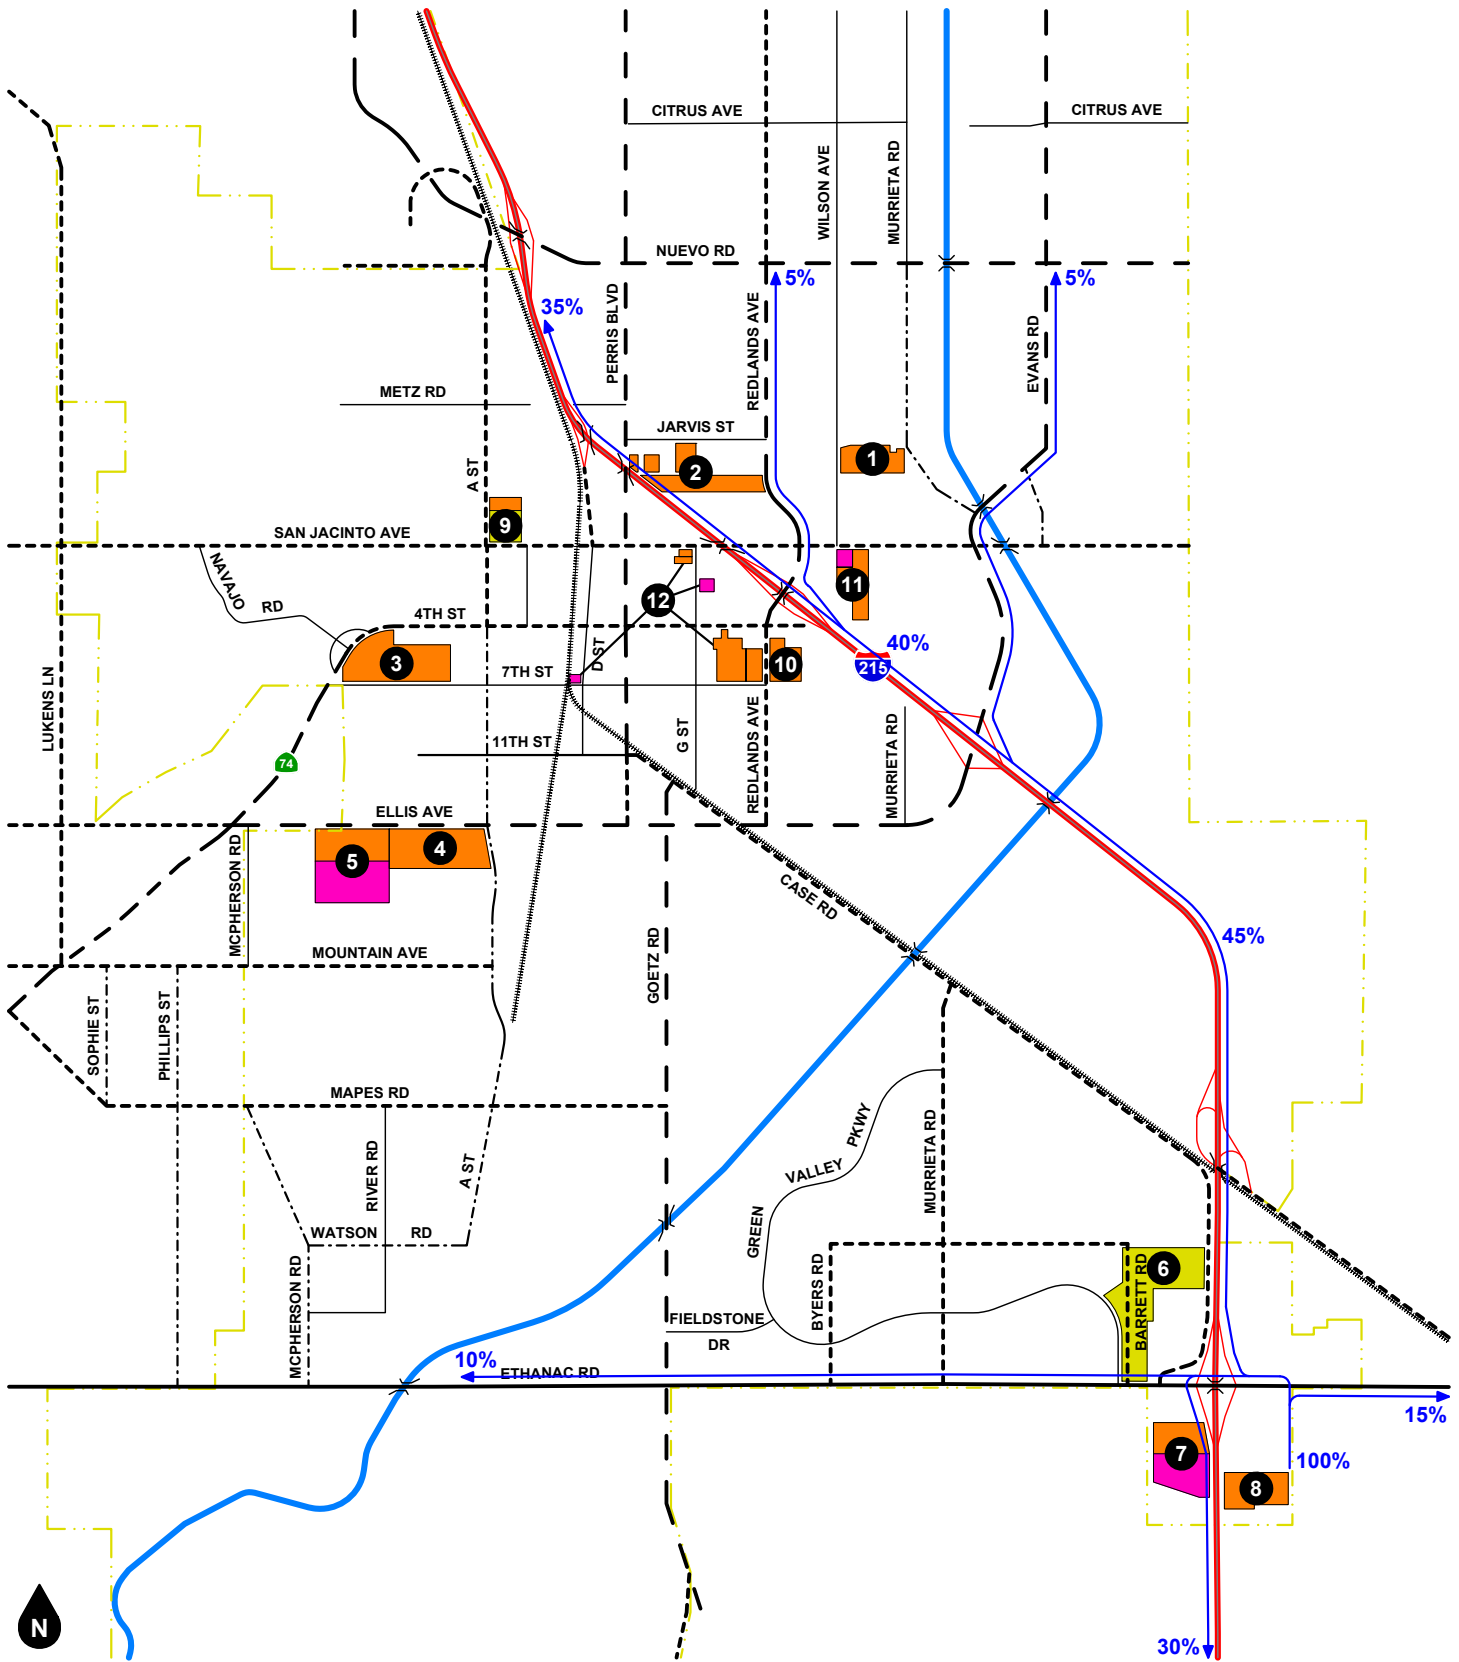 CITRUS AVE
CITRUS AVE
WILSON AVE
MURRIETA RD
NUEVO RD
5%
5%
35%
PERRIS BLVD
REDLANDS AVE
EVANS RD
METZ RD
JARVIS ST
1
2
A ST
9
SAN JACINTO AVE
NAVAJO
RD
11
12
4TH ST
D ST
40%
215
3
7TH ST
10
LUKENS LN
11TH ST
G ST
REDLANDS AVE
MURRIETA RD
74
ELLIS AVE
MCPHERSON RD
5
4
CASE RD
45%
MOUNTAIN AVE
GOETZ RD
SOPHIE ST
PHILLIPS ST
MAPES RD
RIVER RD
A ST
PKWY
VALLEY
GREEN
MURRIETA RD
WATSON
RD
MCPHERSON RD
BYERS RD
BARRETT RD
6
FIELDSTONE
DR
10%
ETHANAC RD
15%
7
100%
8
N
30%